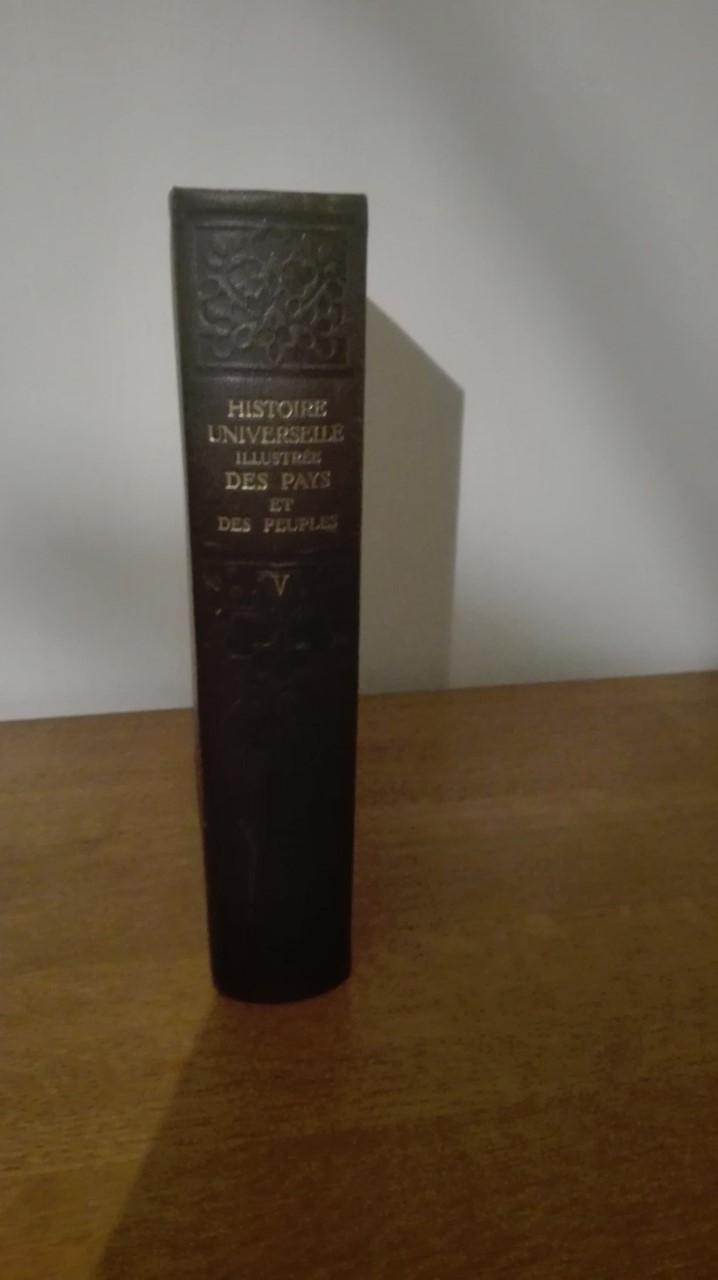 HISTOIRE
UNIVERSELLE
ILLUSTRÉE
DES PAYS
ET
DES PEUPLES
V